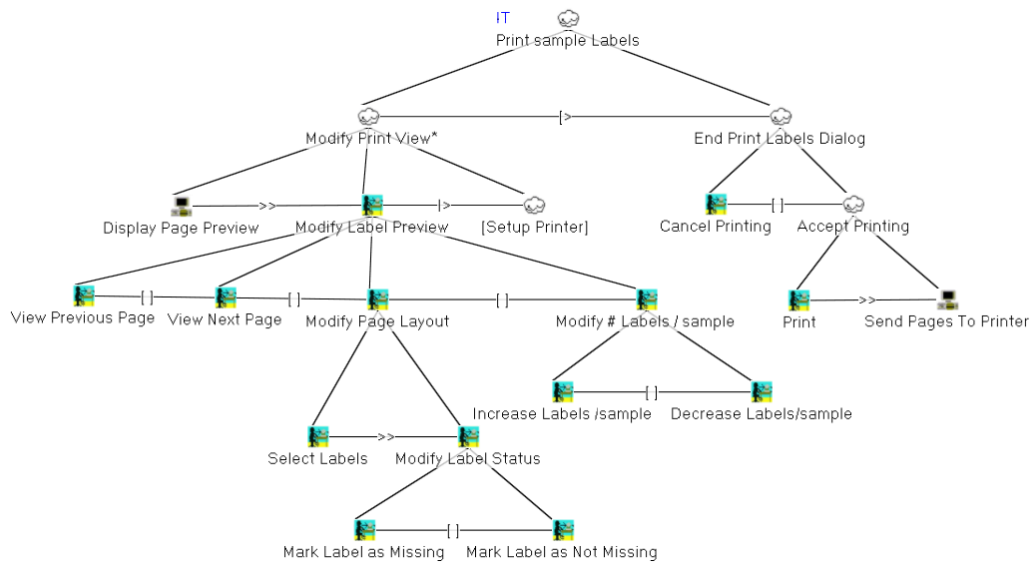 IT
Print sample Labels
Modify Print View*
[>
End Print Labels Dialog
Display Page Preview
>>
Modify Label Preview
|>
[Setup Printer]
Cancel Printing
[ ]
Accept Printing
View Previous Page
[ ]
View Next Page
[ ]
Modify Page Layout
[ ]
Modify # Labels / sample
Print
>>
Send Pages To Printer
Increase Labels /sample
[ ]
Decrease Labels/sample
Select Labels
>>
Modify Label Status
Mark Label as Missing
[ ]
Mark Label as Not Missing